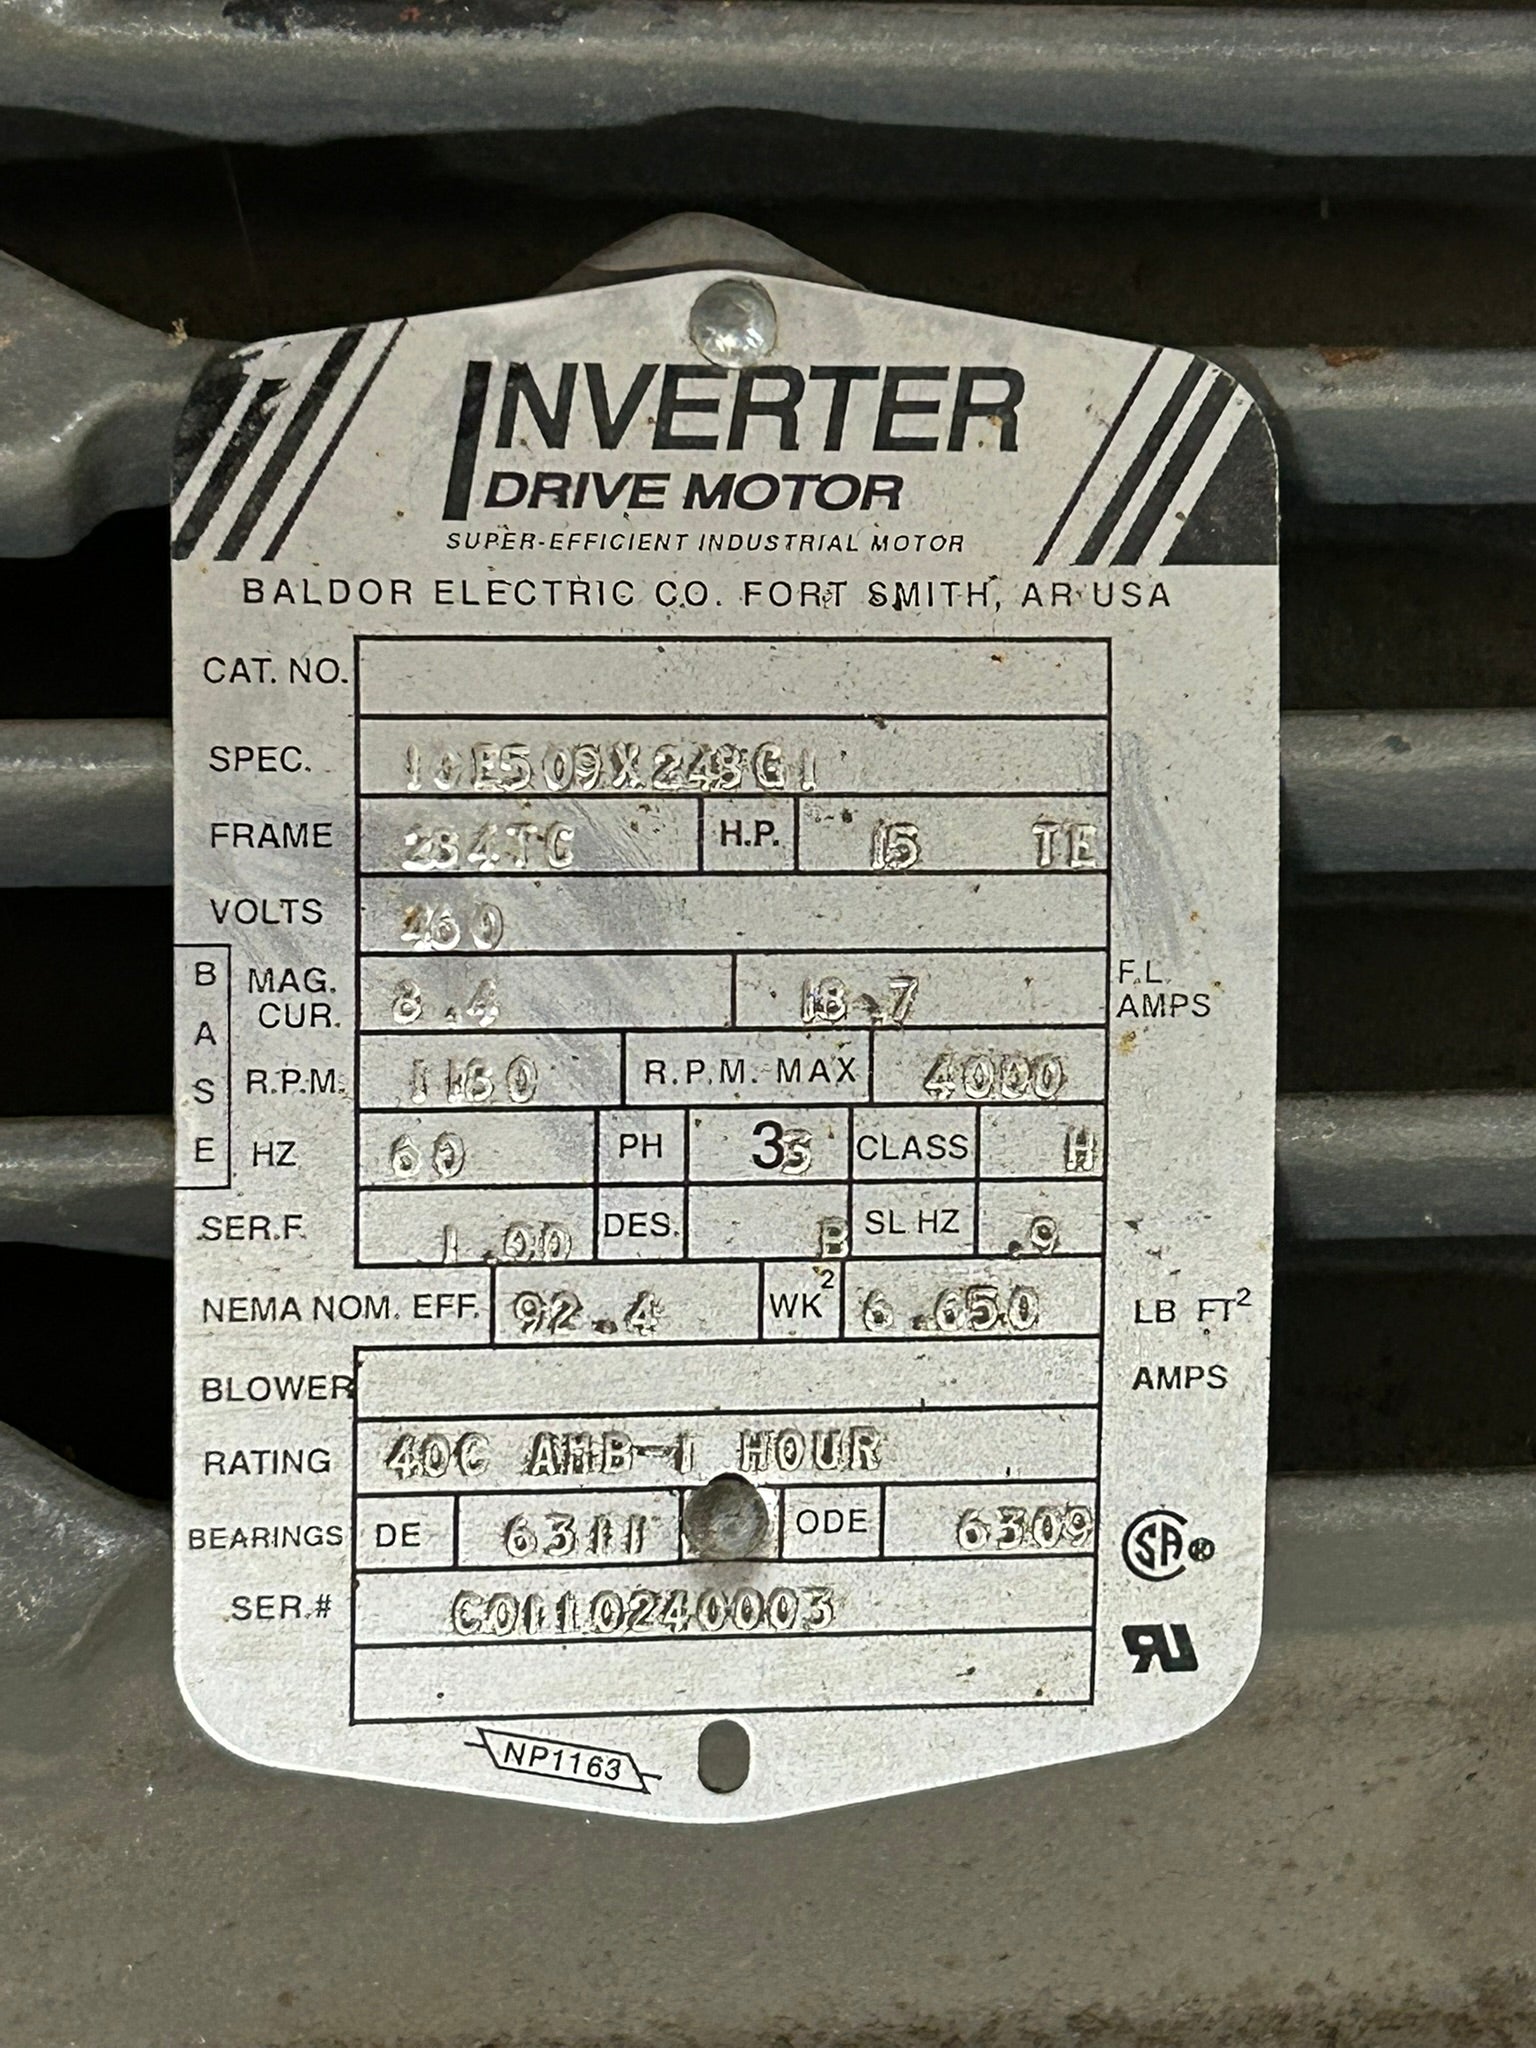 INVERTER
DRIVE MOTOR
SUPER-EFFICIENT INDUSTRIAL MOTOR
BALDOR ELECTRIC CO. FORT SMITH, AR USA
CAT. NO.
SPEC.
FRAME 284TC H.P. 15 TE
VOLTS 460
BASE
MAG. CUR. 8.4 18.7 F.L. AMPS
R.P.M. R.P.M. MAX 4000
HZ 60 PH 3 CLASS H
SER.F. 1.00 DES. B SL HZ .9
NEMA NOM. EFF. 92.4 WK² 6.650 LB FT²
BLOWER AMPS
RATING 40C AMB-1 HOUR
BEARINGS DE 6311 ODE 6309
SER.# C0110240003
SA ®
RU
NP1163